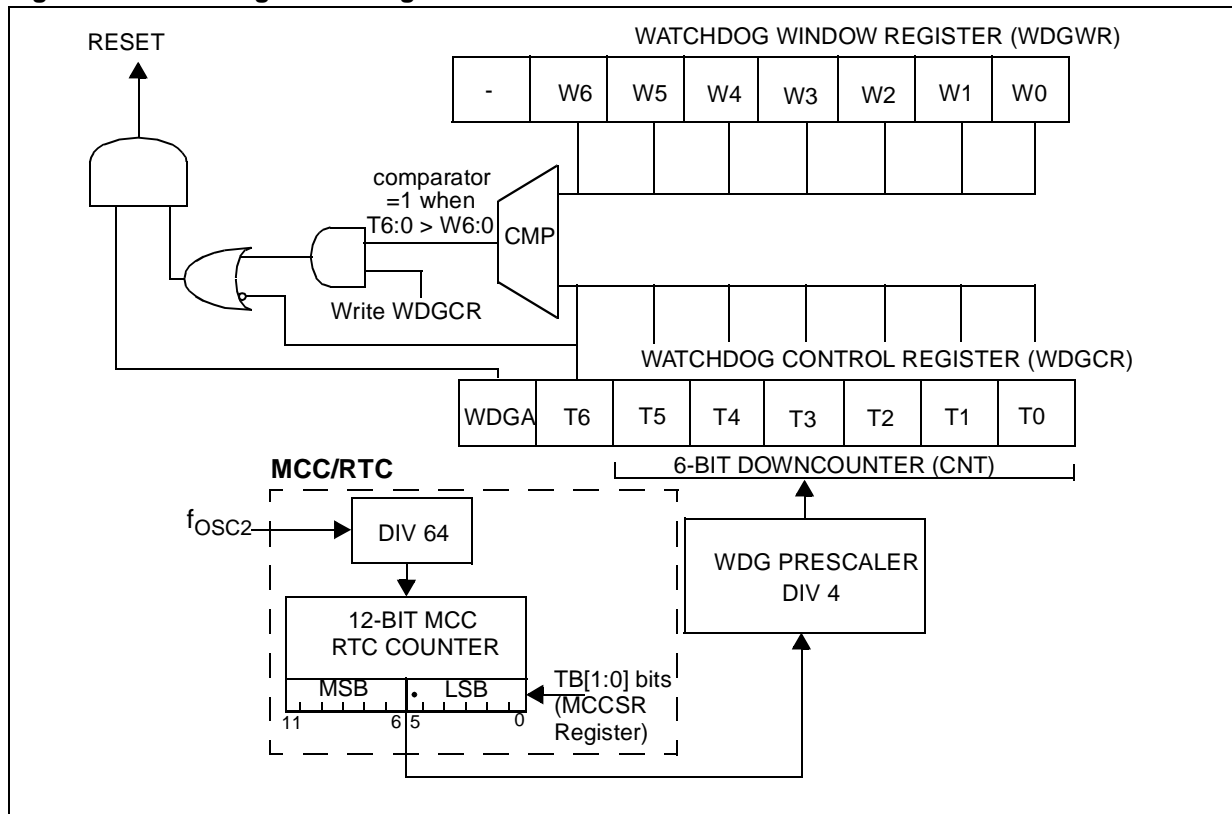 RESET
WATCHDOG WINDOW REGISTER (WDGWR)
- W6 W5 W4 W3 W2 W1 W0
comparator
=1 when
T6:0 > W6:0
CMP
Write WDGCR
WATCHDOG CONTROL REGISTER (WDGCR)
WDGA T6 T5 T4 T3 T2 T1 T0
6-BIT DOWNCOUNTER (CNT)
MCC/RTC
fOSC2
DIV 64
WDG PRESCALER
DIV 4
12-BIT MCC
RTC COUNTER
MSB LSB
11 6 5 0
TB[1:0] bits
(MCCSR
Register)